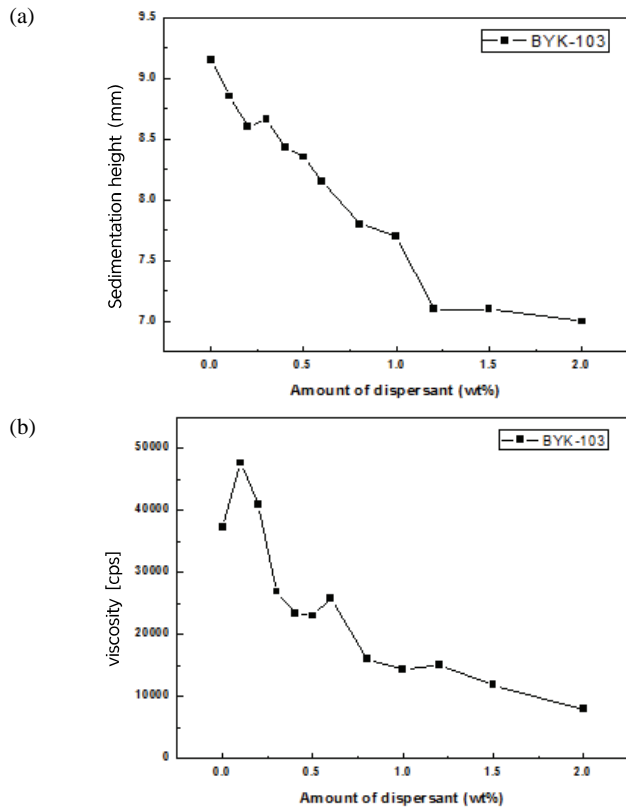 (a)
9.5
BYK-103
9.0
8.5
8.0
7.5
7.0
Sedimentation height (mm)
0.0 0.5 1.0 1.5 2.0
Amount of dispersant (wt%)
(b)
50000
BYK-103
40000
30000
20000
10000
0
viscosity [cps]
0.0 0.5 1.0 1.5 2.0
Amount of dispersant (wt%)